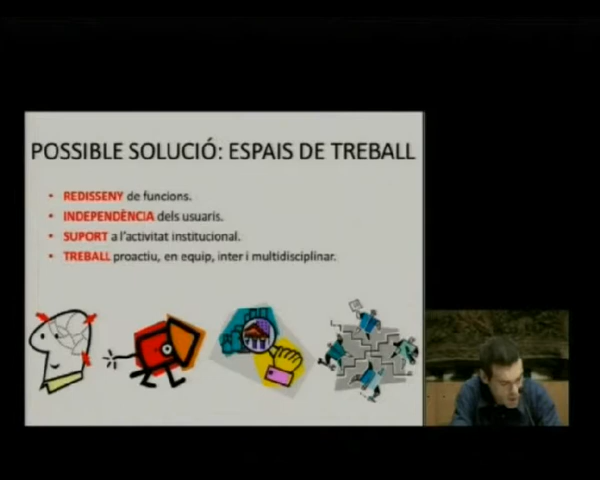 POSSIBLE SOLUCIÓ: ESPAIS DE TREBALL
• REDISSENY de funcions.
• INDEPENDÈNCIA dels usuaris.
• SUPORT a l'activitat institucional.
• TREBALL proactiu, en equip, inter i multidisciplinar.